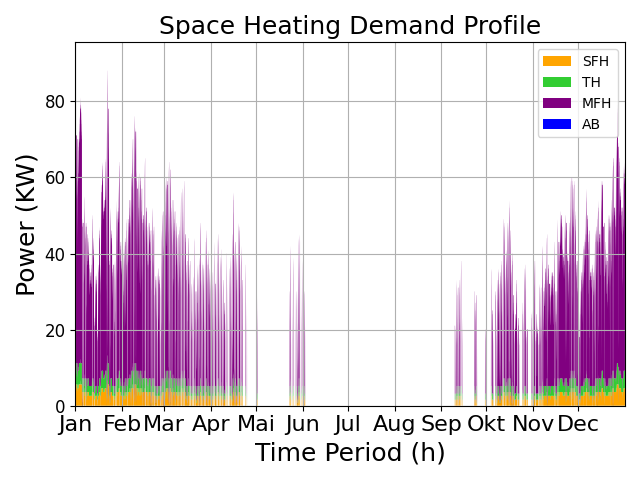 Space Heating Demand Profile
SFH
TH
MFH
AB
Power (KW)
80
60
40
20
0
Jan Feb Mar Apr Mai Jun Jul Aug Sep Okt Nov Dec
Time Period (h)